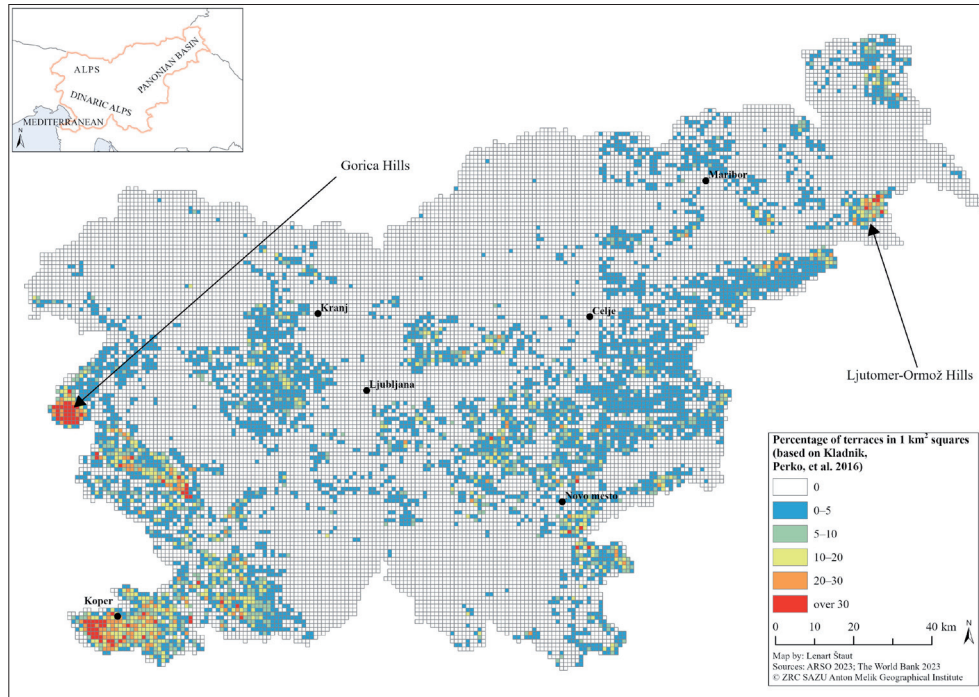 ALPS
PANONIAN BASIN
DINARIC ALPS
MEDITERRANEAN
N
Gorica Hills
Maribor
Kranj
Celje
Ljubljana
Ljutomer-Ormož Hills
Novo mesto
Koper
Percentage of terraces in 1 km² squares
(based on Kladnik,
Perko, et al. 2016)
0
0–5
5–10
10–20
20–30
over 30
0 10 20 30 40 km
N
Map by: Lenart Štaut
Sources: ARSO 2023; The World Bank 2023
© ZRC SAZU Anton Melik Geographical Institute